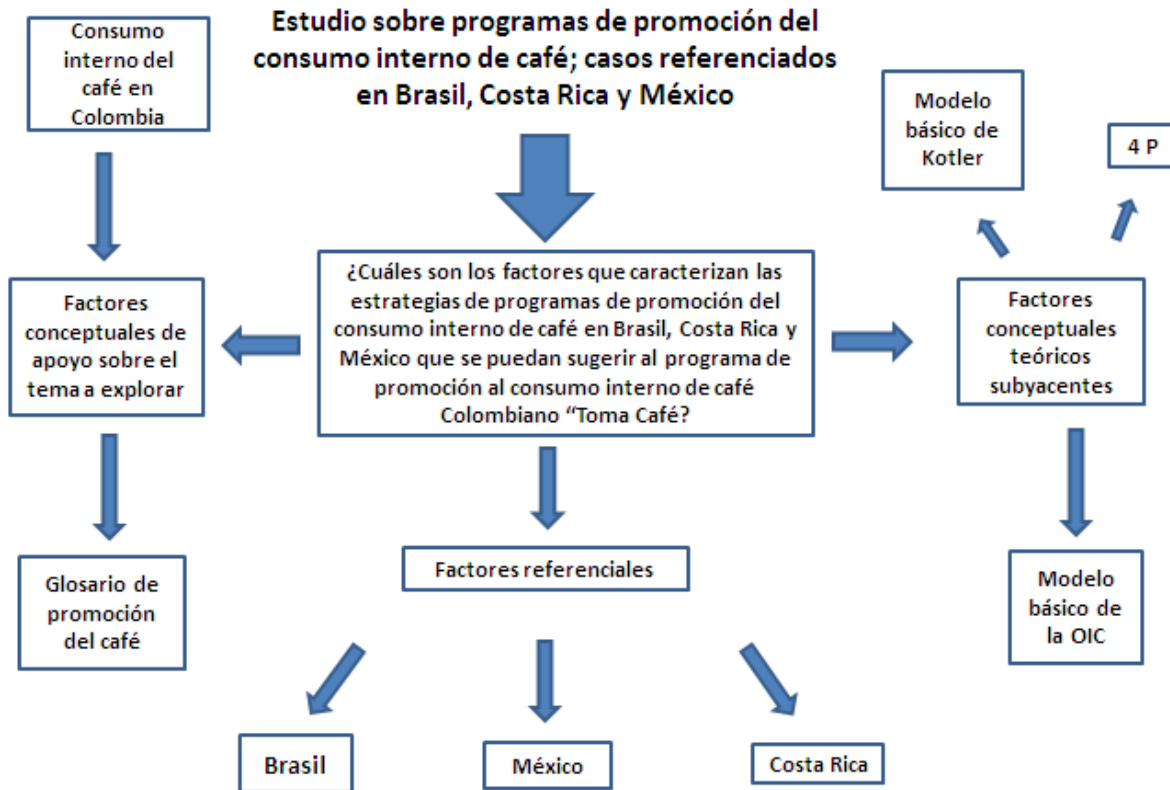 Estudio sobre programas de promoción del
consumo interno de café; casos referenciados
en Brasil, Costa Rica y México
Consumo
interno del
café en
Colombia
Modelo
básico de
Kotler
4 P
Factores
conceptuales de
apoyo sobre el
tema a explorar
¿Cuáles son los factores que caracterizan las
estrategias de programas de promoción del
consumo interno de café en Brasil, Costa Rica y
México que se puedan sugerir al programa de
promoción al consumo interno de café
Colombiano “Toma Café?
Factores
conceptuales
teóricos
subyacentes
Glosario de
promoción
del café
Factores referenciales
Modelo
básico de
la OIC
Brasil
México
Costa Rica